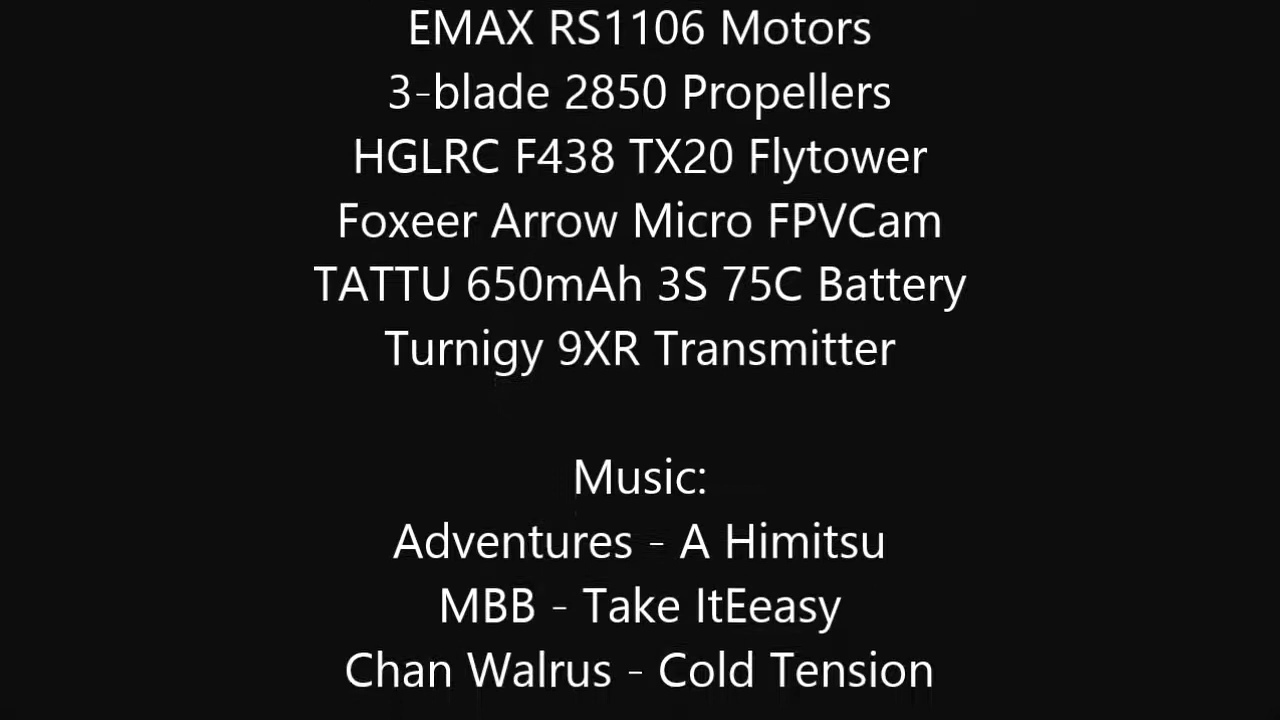 EMAX RS1106 Motors
3-blade 2850 Propellers
HGLRC F438 TX20 Flytower
Foxeer Arrow Micro FPVCam
TATTU 650mAh 3S 75C Battery
Turnigy 9XR Transmitter
Music:
Adventures - A Himitsu
MBB - Take ItEeasy
Chan Walrus - Cold Tension